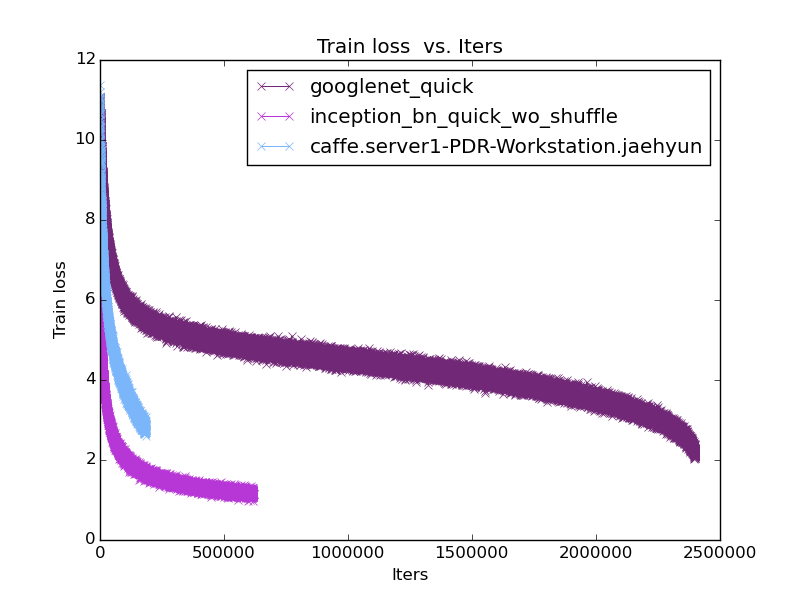 Train loss  vs. Iters
googlenet_quick
inception_bn_quick_wo_shuffle
caffe.server1-PDR-Workstation.jaehyun
12
10
8
6
4
2
0
Train loss
0 500000 1000000 1500000 2000000 2500000
Iters